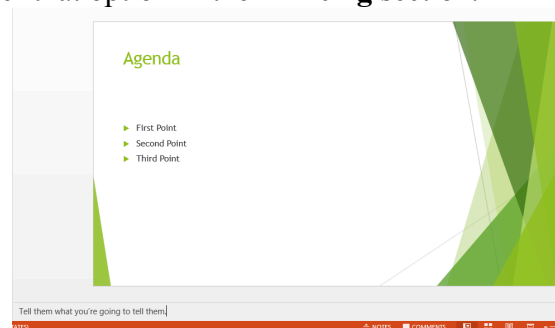 Agenda
First Point
Second Point
Third Point
Tell them what you're going to tell them.
NOTES COMMENTS